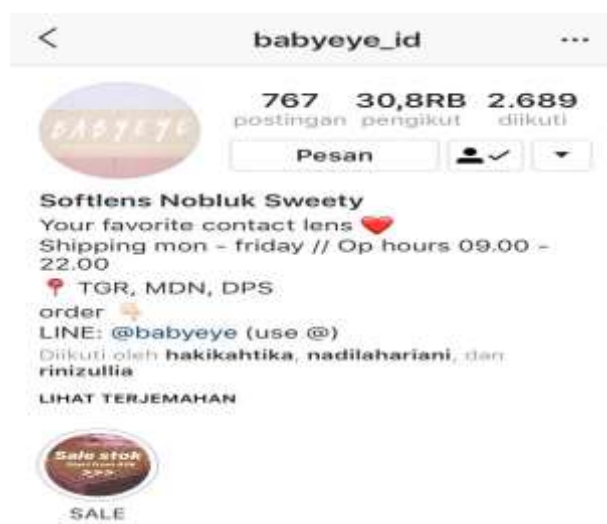 babyeye_id
BABYEYE
767 30,8RB 2.689
postingan pengikut diikuti
Pesan
Softlens Nobluk Sweety
Your favorite contact lens ❤️
Shipping mon - friday // Op hours 09.00 -
22.00
📍 TGR, MDN, DPS
order 👇🏻
LINE: @babyeye (use @)
Diikuti oleh hakikahtika, nadilahariani, dan
rinizullia
LIHAT TERJEMAHAN
Sale stok
>>>
SALE